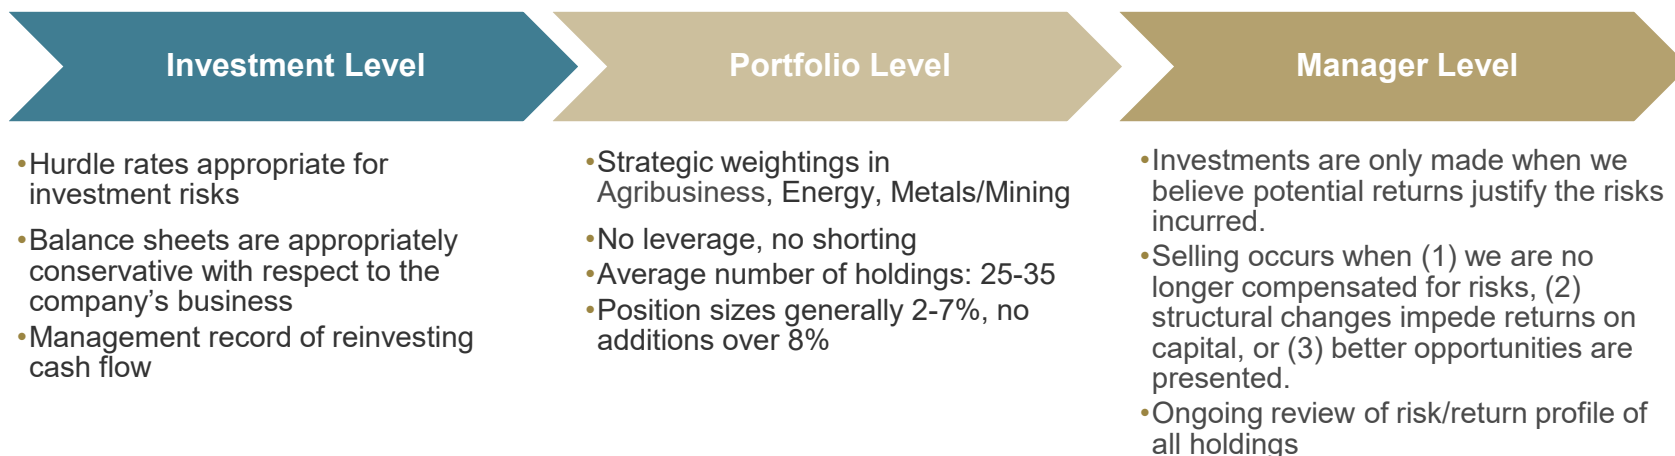 Investment Level
•Hurdle rates appropriate for
investment risks
•Balance sheets are appropriately
conservative with respect to the
company’s business
•Management record of reinvesting
cash flow
Portfolio Level
•Strategic weightings in
Agribusiness, Energy, Metals/Mining
•No leverage, no shorting
•Average number of holdings: 25-35
•Position sizes generally 2-7%, no
additions over 8%
Manager Level
•Investments are only made when we
believe potential returns justify the risks
incurred.
•Selling occurs when (1) we are no
longer compensated for risks, (2)
structural changes impede returns on
capital, or (3) better opportunities are
presented.
•Ongoing review of risk/return profile of
all holdings